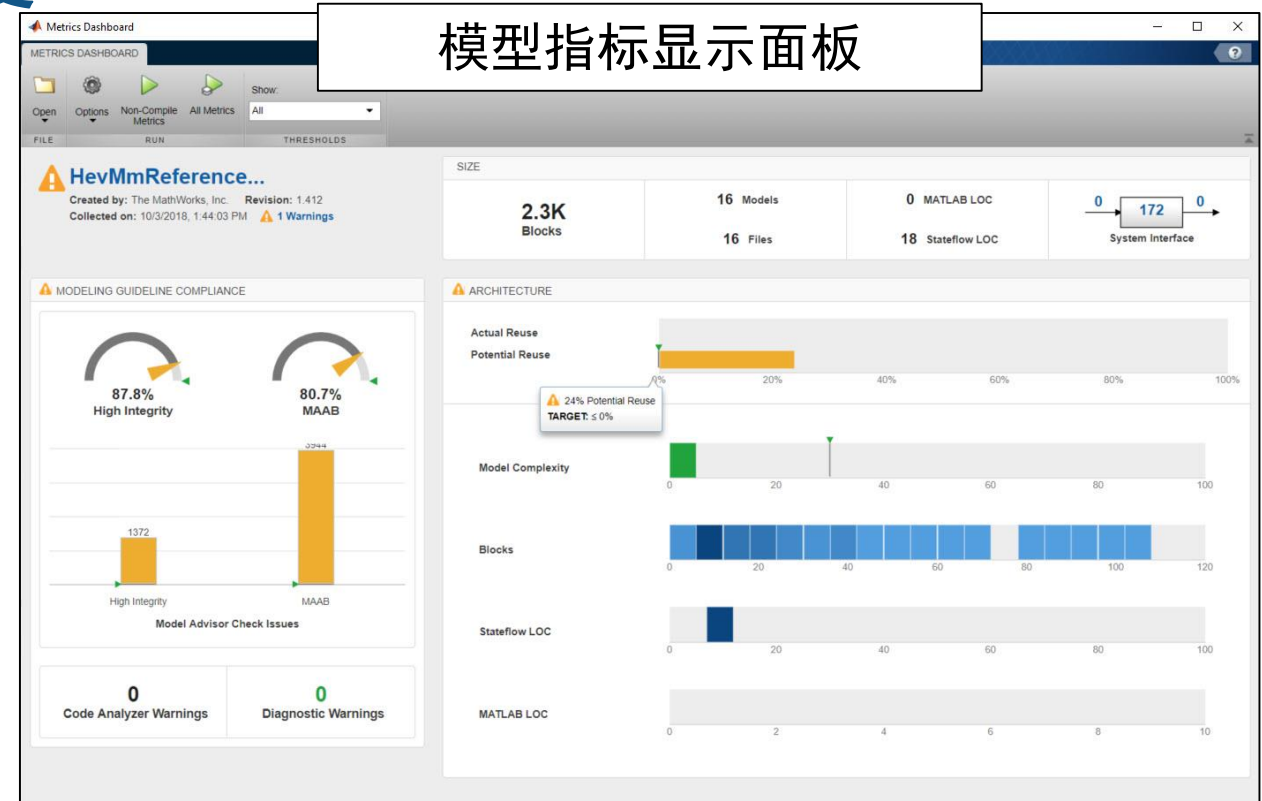 模型指标显示面板
Metrics Dashboard
METRICS DASHBOARD
?
Open
Options
Non-Compile
Metrics
All Metrics
Show:
All
FILE
RUN
THRESHOLDS
HevMmReference...
Created by: The MathWorks, Inc. Revision: 1.412
Collected on: 10/3/2018, 1:44:03 PM 1 Warnings
SIZE
2.3K
Blocks
16 Models
16 Files
0 MATLAB LOC
18 Stateflow LOC
0 172 0
System Interface
MODELING GUIDELINE COMPLIANCE
87.8%
High Integrity
80.7%
MAAB
3944
1372
High Integrity MAAB
Model Advisor Check Issues
0
Code Analyzer Warnings
0
Diagnostic Warnings
ARCHITECTURE
Actual Reuse
Potential Reuse
0% 20% 40% 60% 80% 100%
24% Potential Reuse
TARGET: ≤ 0%
Model Complexity
0 20 40 60 80 100
Blocks
0 20 40 60 80 100 120
Stateflow LOC
0 20 40 60 80 100
MATLAB LOC
0 2 4 6 8 10